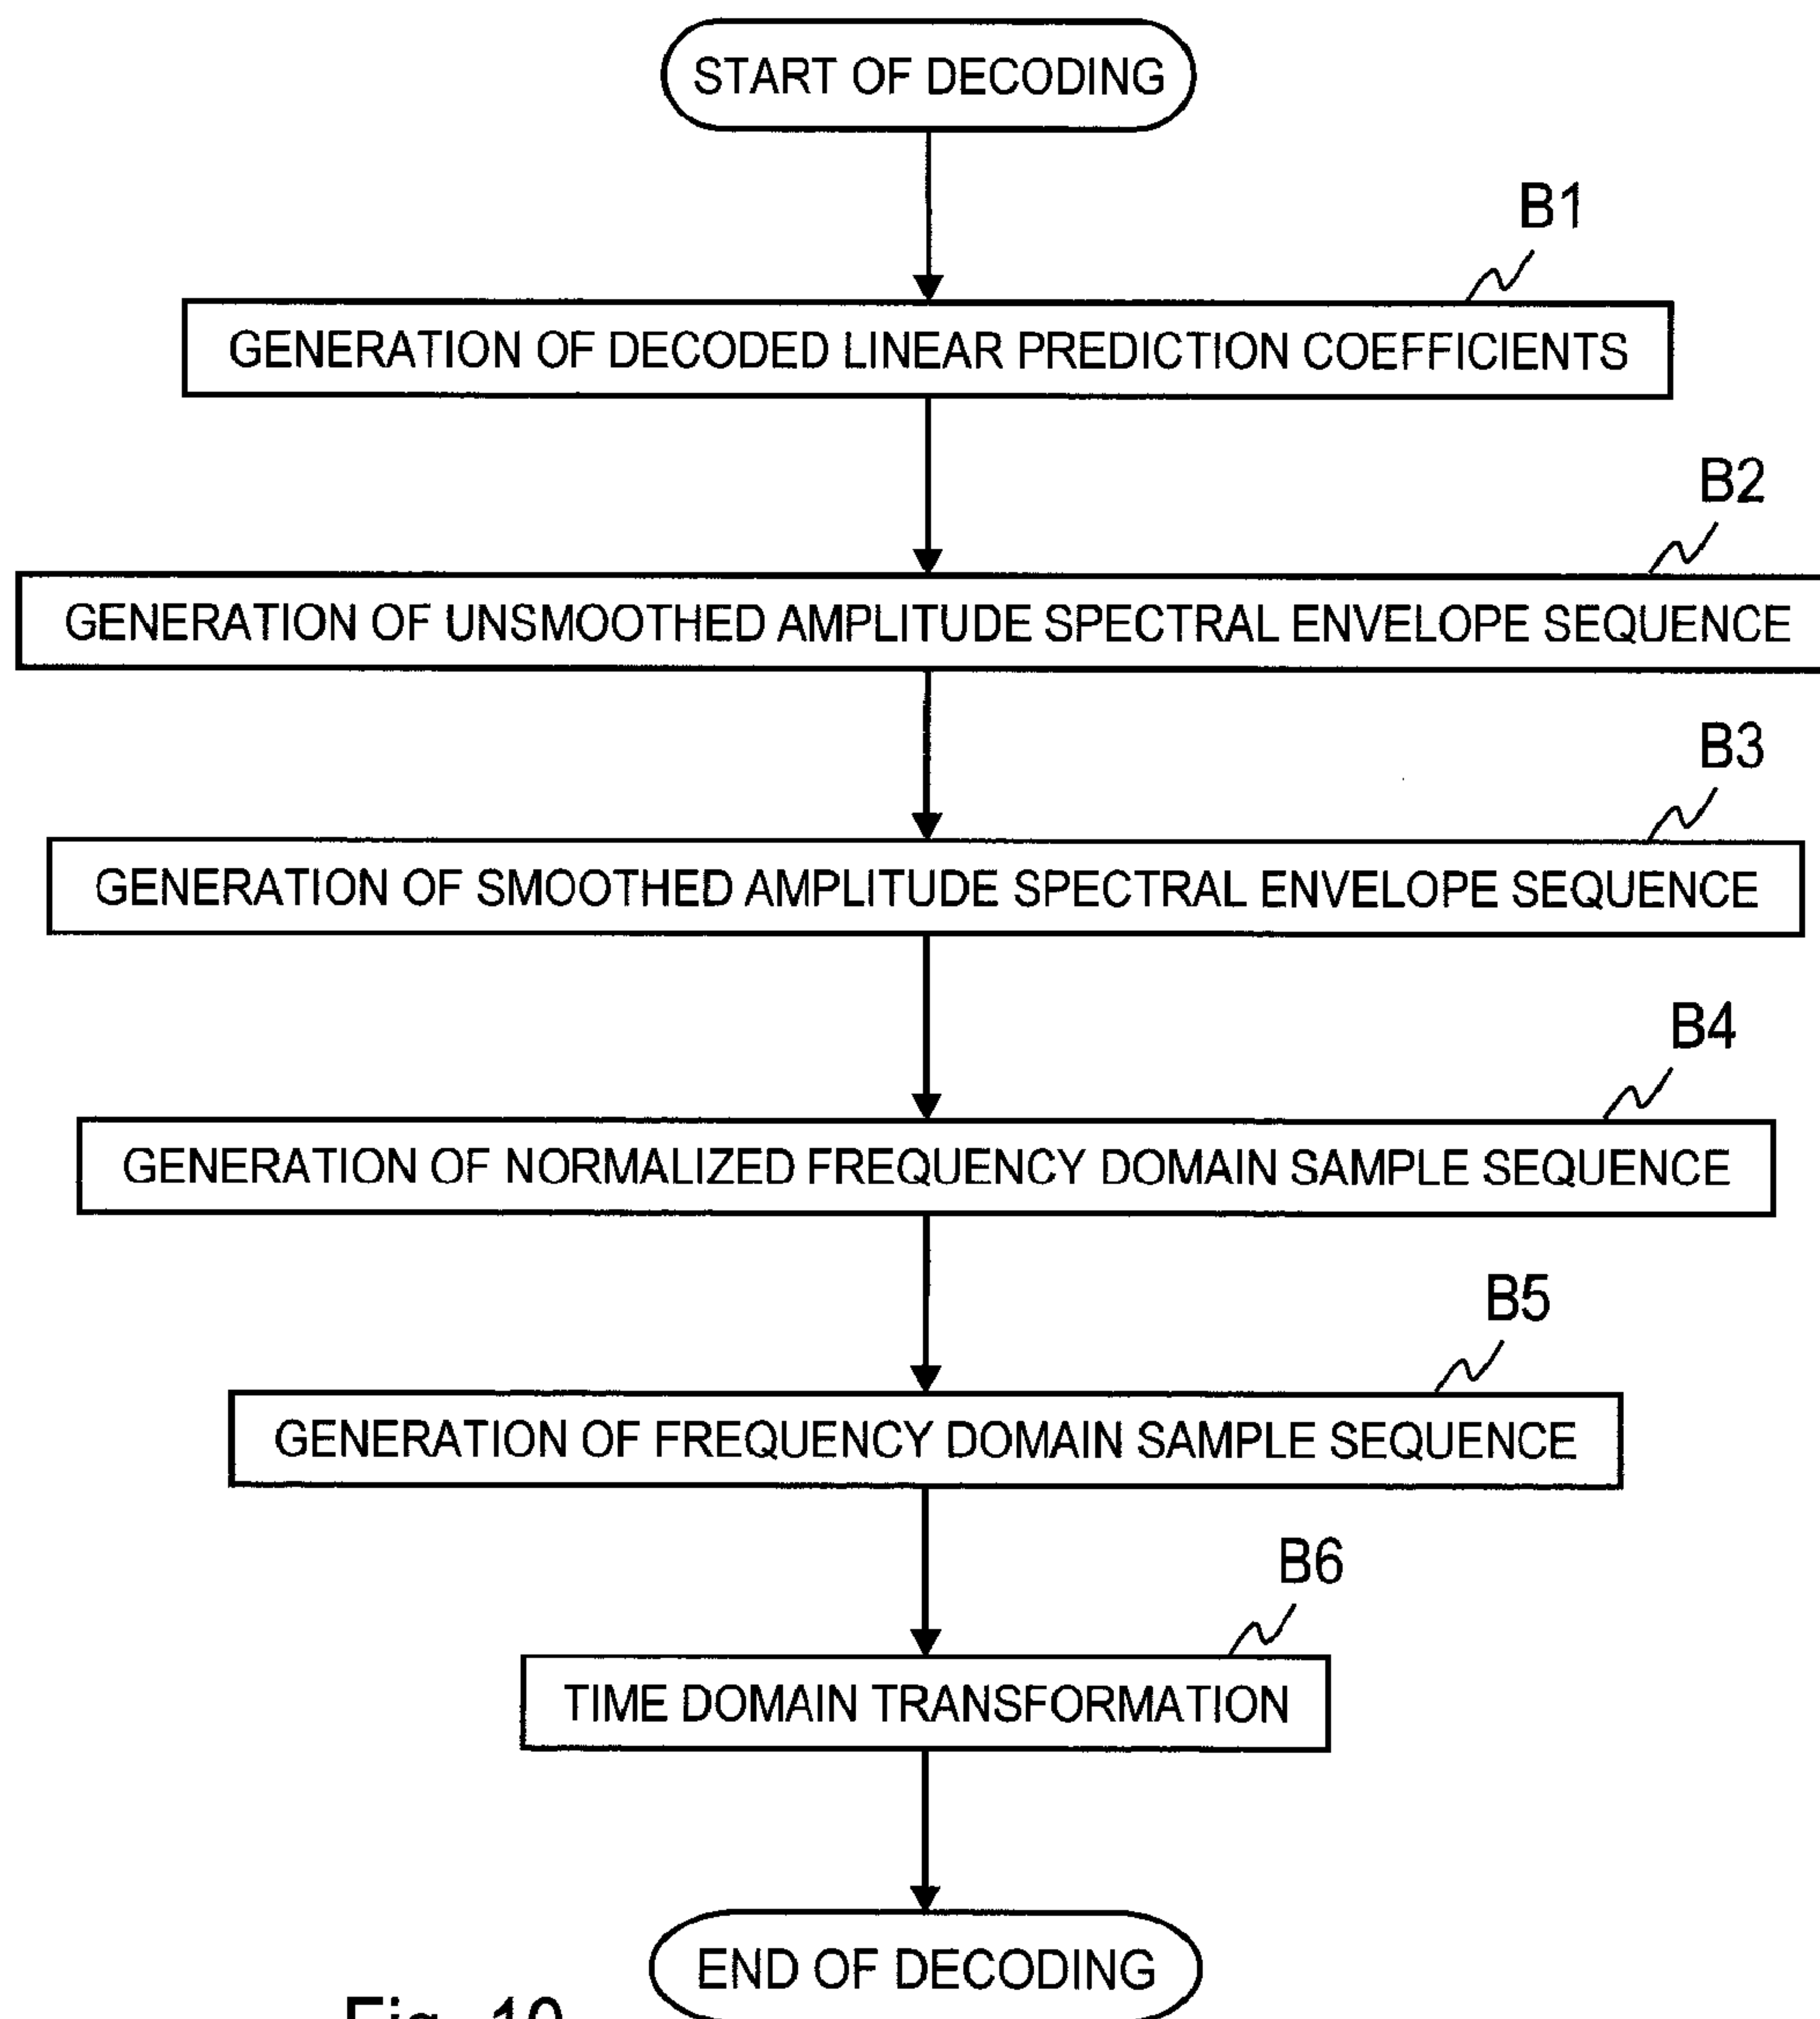 START OF DECODING
B1
GENERATION OF DECODED LINEAR PREDICTION COEFFICIENTS
B2
GENERATION OF UNSMOOTHED AMPLITUDE SPECTRAL ENVELOPE SEQUENCE
B3
GENERATION OF SMOOTHED AMPLITUDE SPECTRAL ENVELOPE SEQUENCE
B4
GENERATION OF NORMALIZED FREQUENCY DOMAIN SAMPLE SEQUENCE
B5
GENERATION OF FREQUENCY DOMAIN SAMPLE SEQUENCE
B6
TIME DOMAIN TRANSFORMATION
END OF DECODING
Fig.